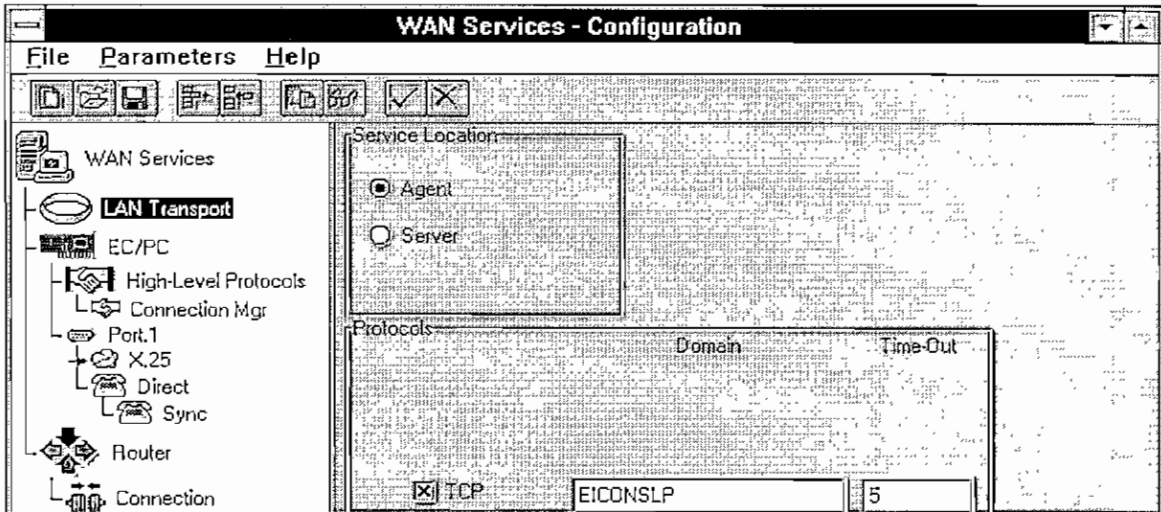 WAN Services - Configuration
File Parameters Help
WAN Services
LAN Transport
EC/PC
High-Level Protocols
Connection Mgr
Port.1
X.25
Direct
Sync
Router
Connection
Service Location
Agent
Server
Protocols
Domain Time-Out
TCP EICONSLP 5